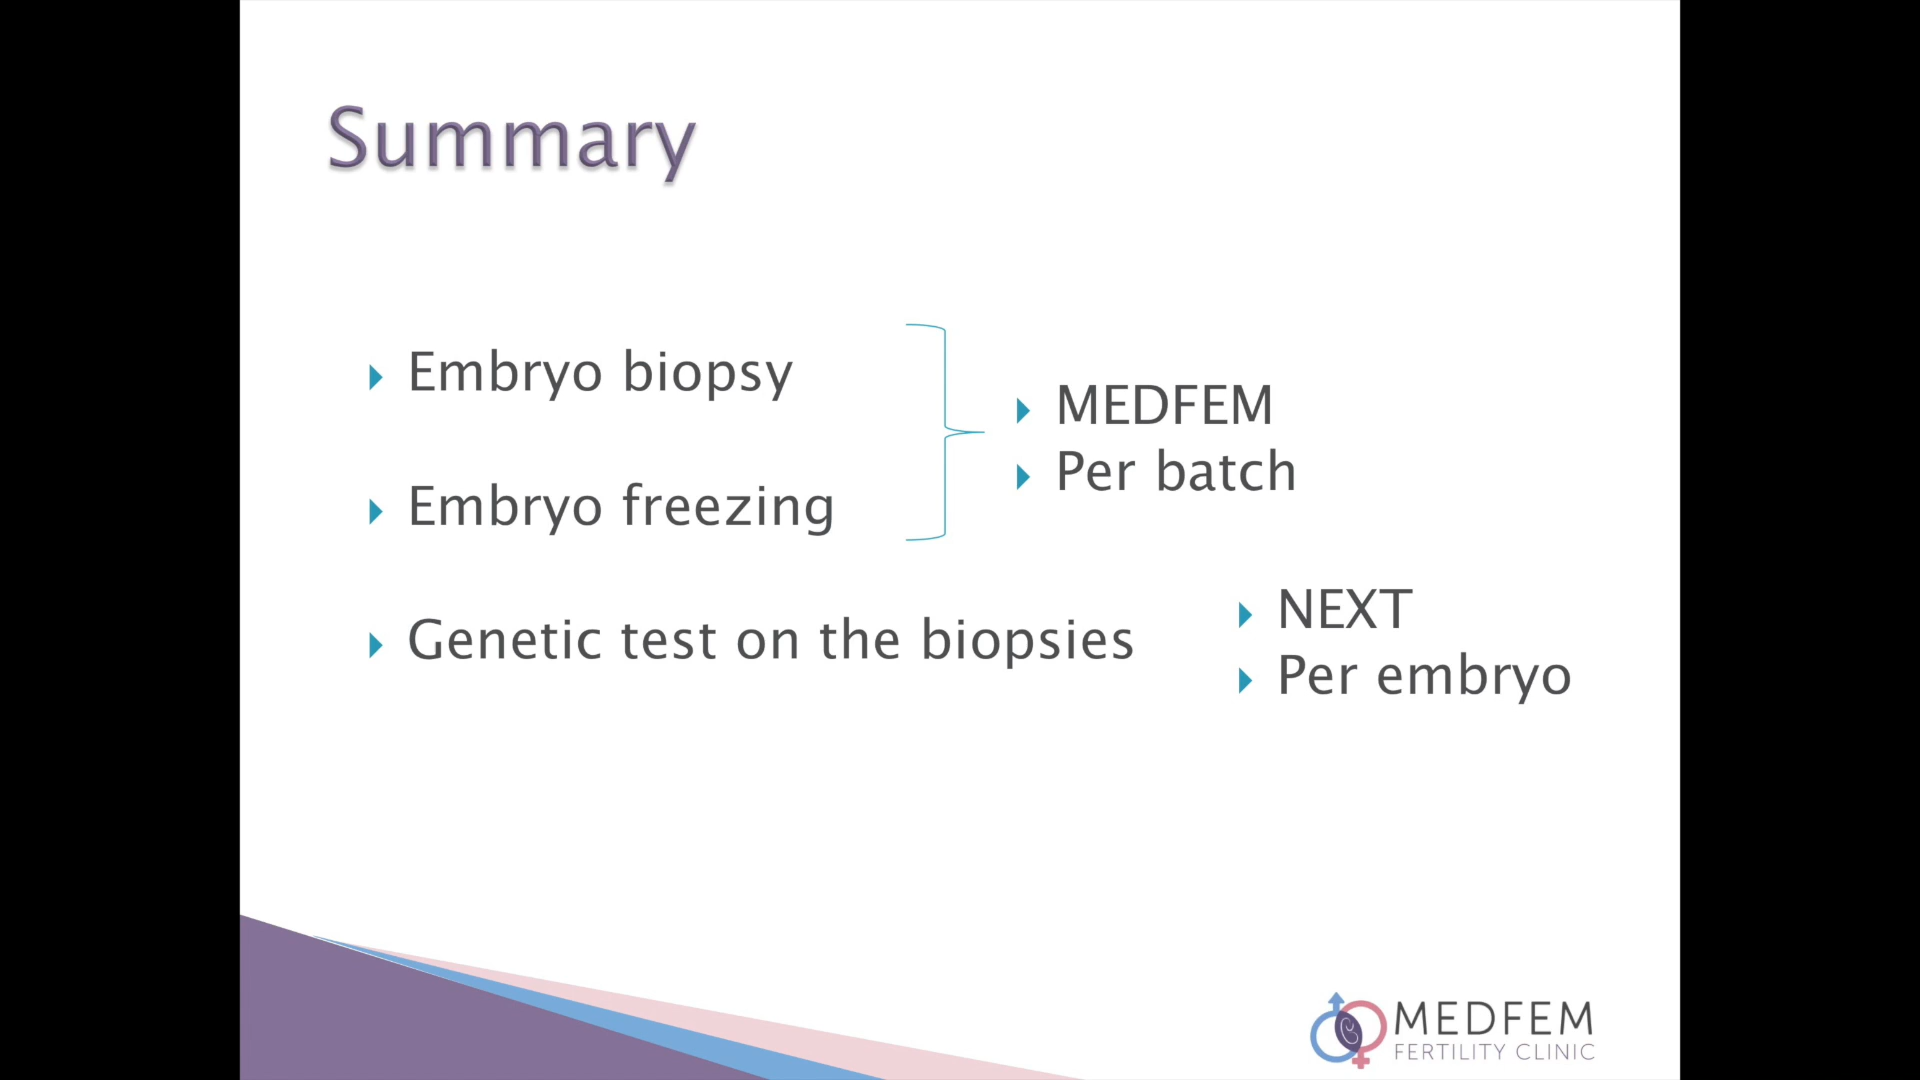 Summary
Embryo biopsy
Embryo freezing
MEDFEM
Per batch
Genetic test on the biopsies
NEXT
Per embryo
MEDFEM
FERTILITY CLINIC